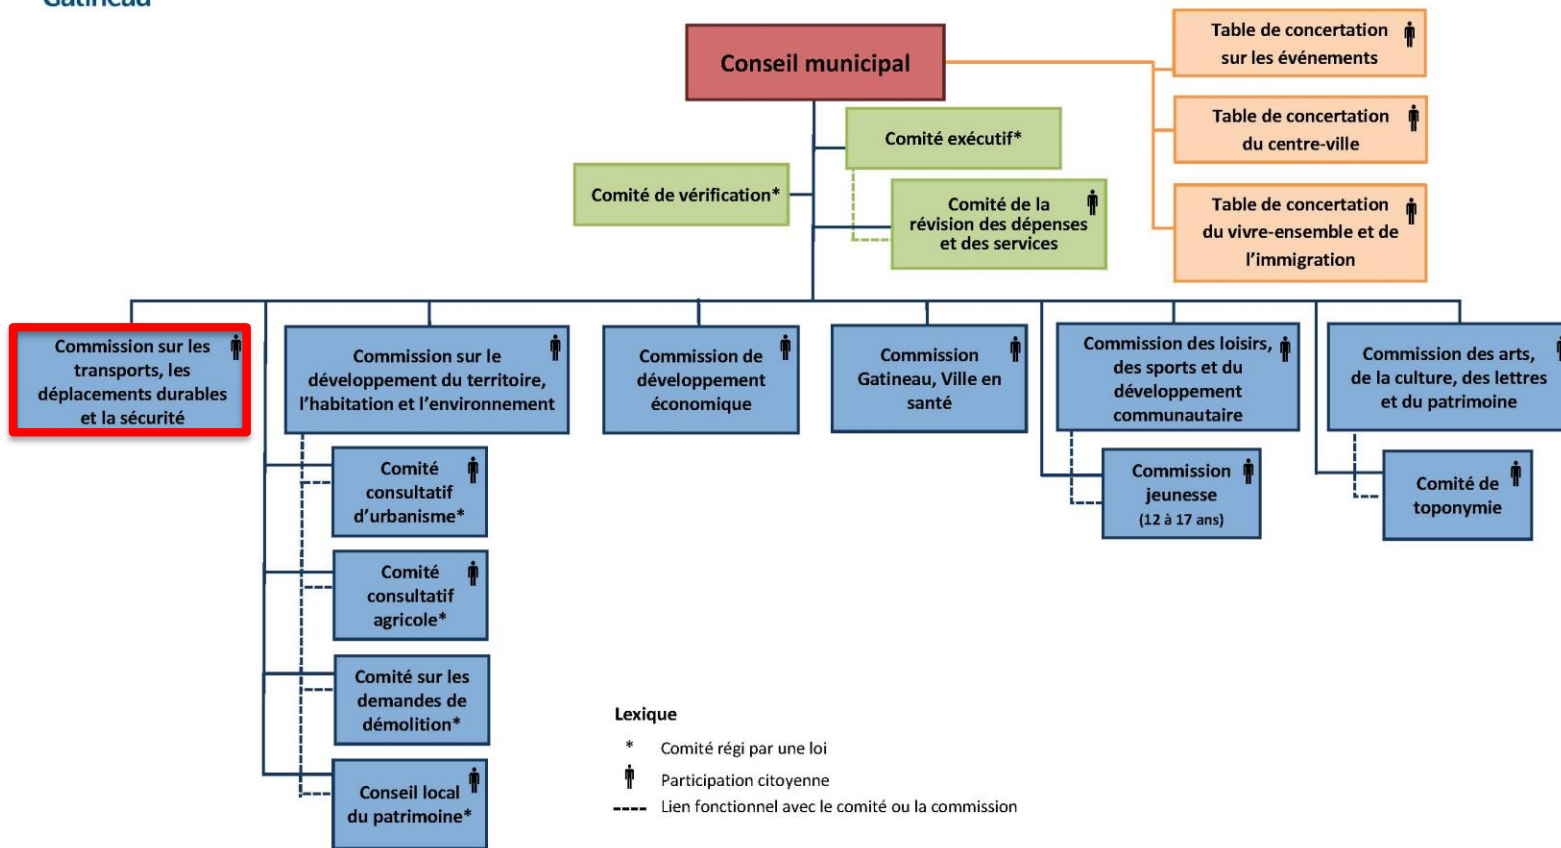 Gatineau
Conseil municipal
Table de concertation
sur les événements
Table de concertation
du centre-ville
Table de concertation
du vivre-ensemble et de
l'immigration
Comité exécutif*
Comité de vérification*
Comité de la
révision des dépenses
et des services
Commission sur les
transports, les
déplacements durables
et la sécurité
Commission sur le
développement du territoire,
l'habitation et l'environnement
Commission de
développement
économique
Commission
Gatineau, Ville en
santé
Commission des loisirs,
des sports et du
développement
communautaire
Commission des arts,
de la culture, des lettres
et du patrimoine
Comité
consultatif
d'urbanisme*
Comité
consultatif
agricole*
Comité sur les
demandes de
démolition*
Conseil local
du patrimoine*
Commission
jeunesse
(12 à 17 ans)
Comité de
toponymie
Lexique
* Comité régi par une loi
Participation citoyenne
Lien fonctionnel avec le comité ou la commission